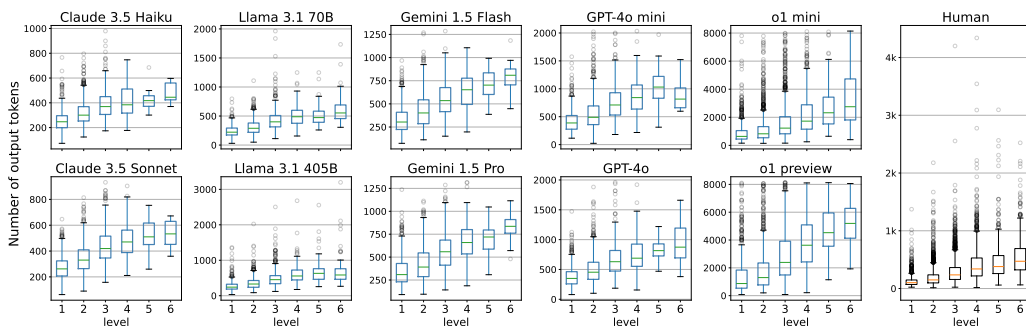 Claude 3.5 Haiku
Llama 3.1 70B
Gemini 1.5 Flash
GPT-4o mini
o1 mini
Human
Number of output tokens
1000
800
600
400
200
2000
1500
1000
500
0
1250
1000
750
500
250
2000
1500
1000
500
0
8000
6000
4000
2000
0
4k
3k
2k
1k
0
Claude 3.5 Sonnet
Llama 3.1 405B
Gemini 1.5 Pro
GPT-4o
o1 preview
800
600
400
200
3000
2000
1000
0
1250
1000
750
500
250
2000
1500
1000
500
0
8000
6000
4000
2000
0
1 2 3 4 5 6
level
1 2 3 4 5 6
level
1 2 3 4 5 6
level
1 2 3 4 5 6
level
1 2 3 4 5 6
level
1 2 3 4 5 6
level